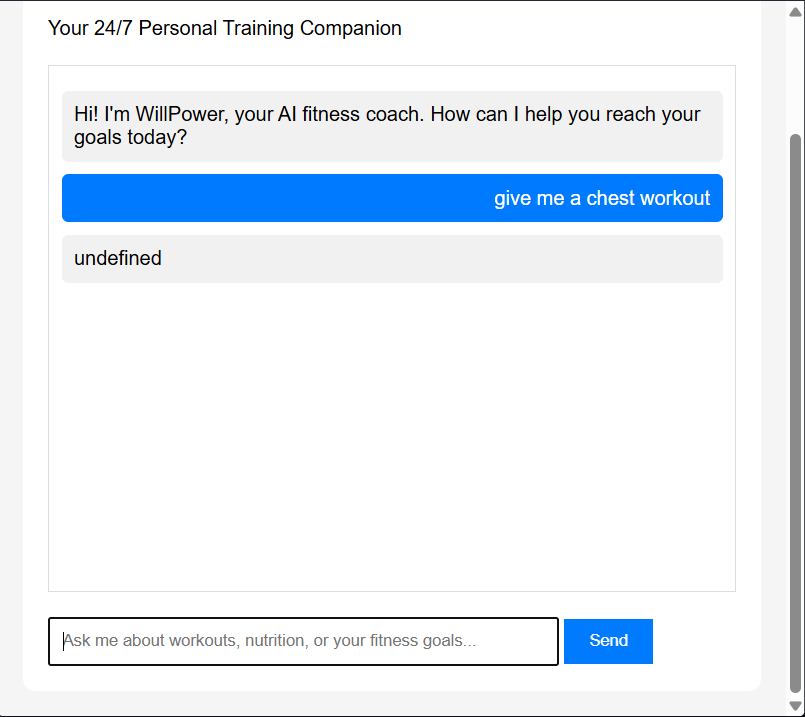 Your 24/7 Personal Training Companion
Hi! I'm WillPower, your AI fitness coach. How can I help you reach your
goals today?
give me a chest workout
undefined
Ask me about workouts, nutrition, or your fitness goals...
Send